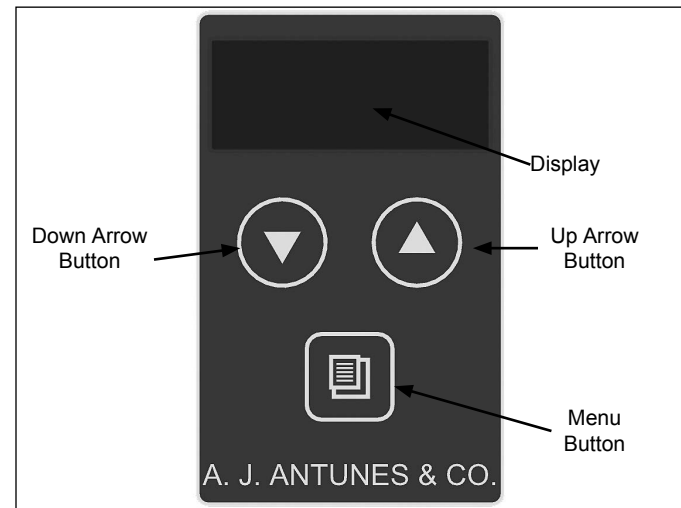 Display
Down Arrow
Button
Up Arrow
Button
Menu
Button
A. J. ANTUNES & CO.